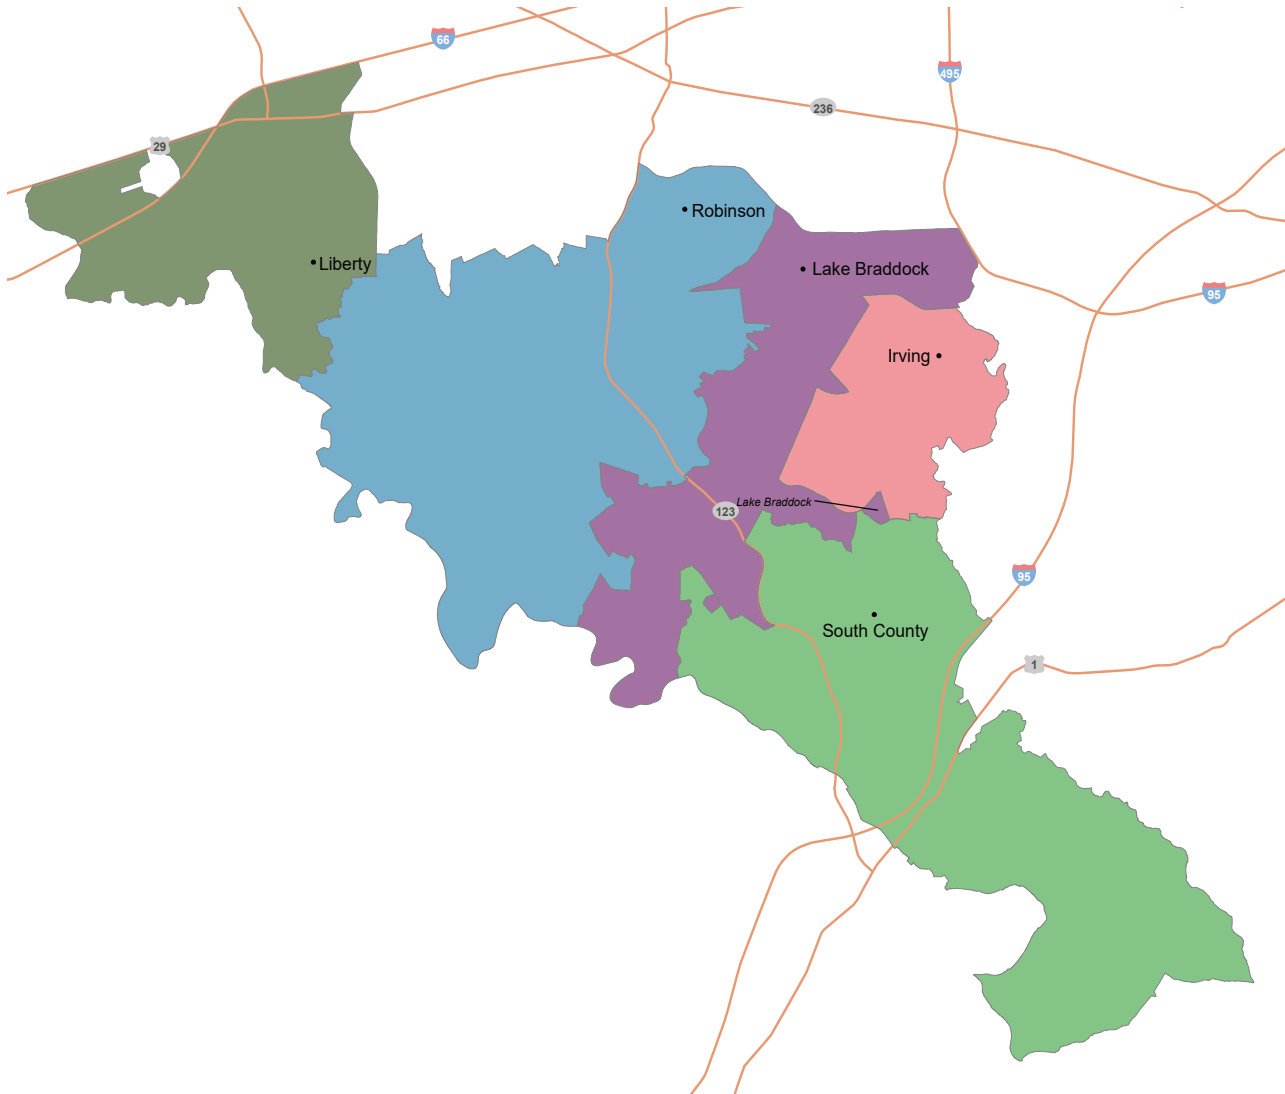 66
495
236
29
Robinson
Liberty
Lake Braddock
95
Irving
Lake Braddock
123
95
South County
1